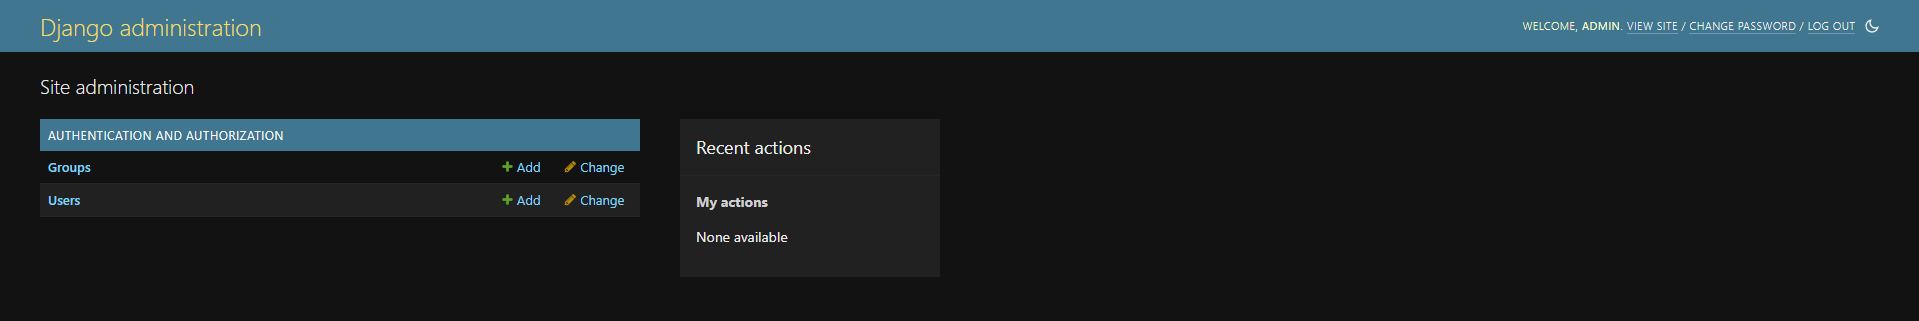 Django administration
WELCOME, ADMIN. VIEW SITE / CHANGE PASSWORD / LOG OUT
Site administration
AUTHENTICATION AND AUTHORIZATION
Groups Add Change
Users Add Change
Recent actions
My actions
None available